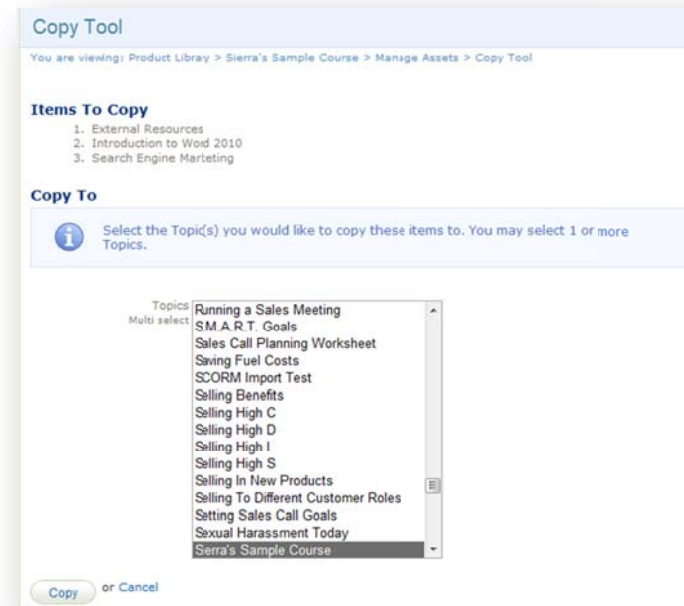 Copy Tool
You are viewing: Product Libray > Sierra's Sample Course > Manage Assets > Copy Tool
Items To Copy
1. External Resources
2. Introduction to Word 2010
3. Search Engine Marteting
Copy To
Select the Topic(s) you would like to copy these items to. You may select 1 or more
Topics.
Topics
Multi select
Running a Sales Meeting
S.M.A.R.T. Goals
Sales Call Planning Worksheet
Saving Fuel Costs
SCORM Import Test
Selling Benefits
Selling High C
Selling High D
Selling High I
Selling High S
Selling In New Products
Selling To Different Customer Roles
Setting Sales Call Goals
Sexual Harassment Today
Serra's Sample Course
Copy or Cancel